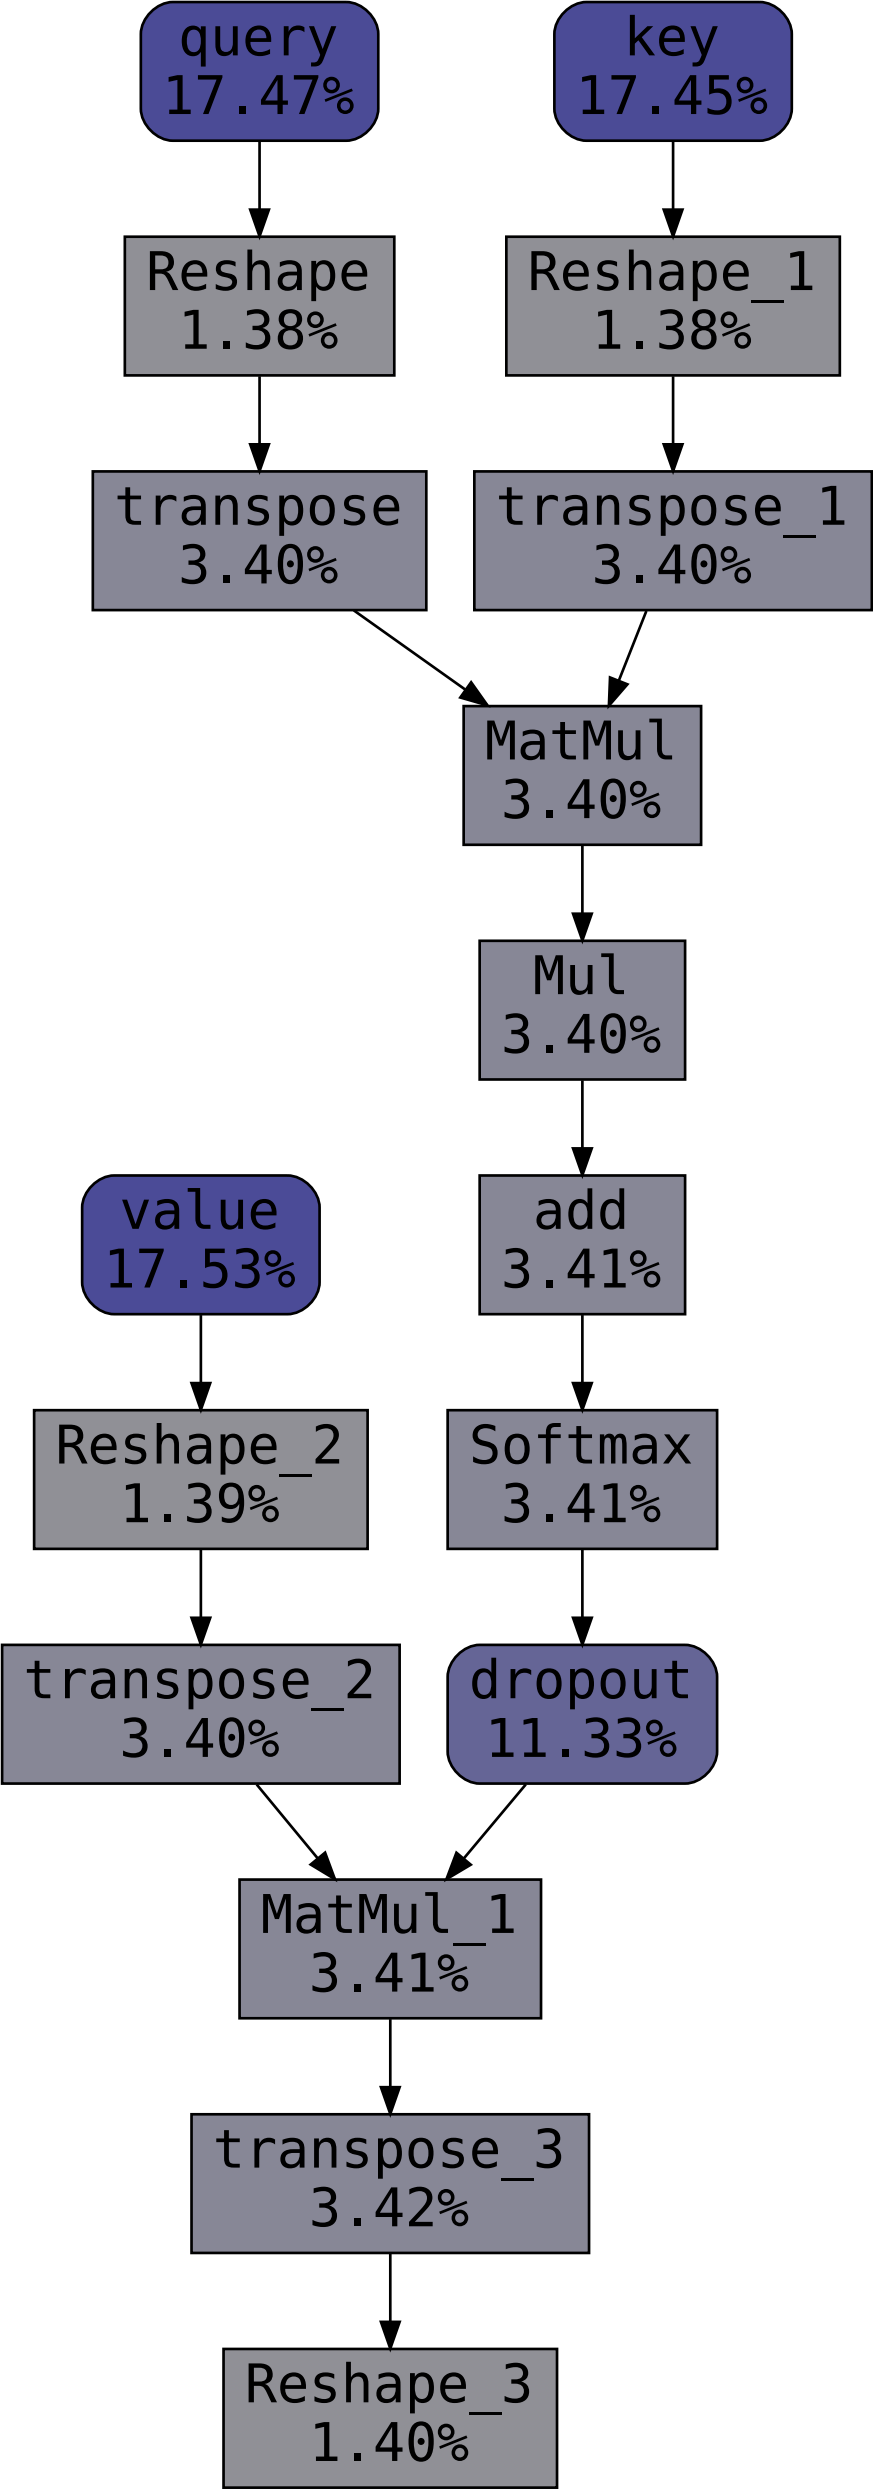 query
17.47%
key
17.45%
Reshape
1.38%
Reshape_1
1.38%
transpose
3.40%
transpose_1
3.40%
MatMul
3.40%
Mul
3.40%
value
17.53%
add
3.41%
Reshape_2
1.39%
Softmax
3.41%
transpose_2
3.40%
dropout
11.33%
MatMul_1
3.41%
transpose_3
3.42%
Reshape_3
1.40%